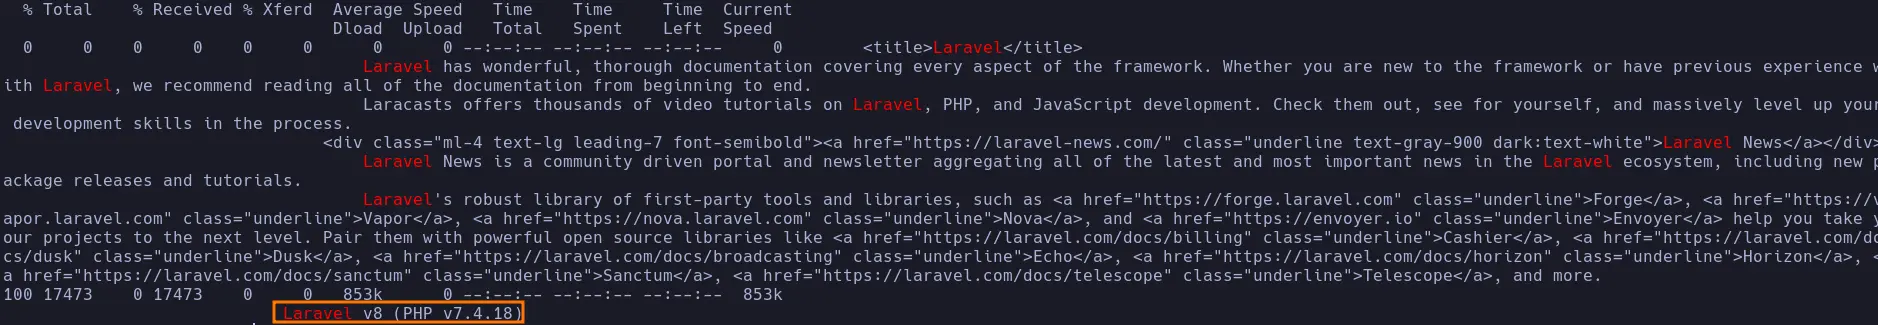 % Total    % Received % Xferd  Average Speed   Time    Time     Time  Current
Dload  Upload   Total   Spent    Left  Speed
0     0    0     0    0     0      0      0 --:--:-- --:--:-- --:--:--     0        <title>Laravel</title>
Laravel has wonderful, thorough documentation covering every aspect of the framework. Whether you are new to the framework or have previous experience w
ith Laravel, we recommend reading all of the documentation from beginning to end.
Laracasts offers thousands of video tutorials on Laravel, PHP, and JavaScript development. Check them out, see for yourself, and massively level up your
development skills in the process.
<div class="ml-4 text-lg leading-7 font-semibold"><a href="https://laravel-news.com/" class="underline text-gray-900 dark:text-white">Laravel News</a></div>
Laravel News is a community driven portal and newsletter aggregating all of the latest and most important news in the Laravel ecosystem, including new p
ackage releases and tutorials.
Laravel's robust library of first-party tools and libraries, such as <a href="https://forge.laravel.com" class="underline">Forge</a>, <a href="https://v
apor.laravel.com" class="underline">Vapor</a>, <a href="https://nova.laravel.com" class="underline">Nova</a>, and <a href="https://envoyer.io" class="underline">Envoyer</a> help you take y
our projects to the next level. Pair them with powerful open source libraries like <a href="https://laravel.com/docs/billing" class="underline">Cashier</a>, <a href="https://laravel.com/do
cs/dusk" class="underline">Dusk</a>, <a href="https://laravel.com/docs/broadcasting" class="underline">Echo</a>, <a href="https://laravel.com/docs/horizon" class="underline">Horizon</a>, <
a href="https://laravel.com/docs/sanctum" class="underline">Sanctum</a>, <a href="https://laravel.com/docs/telescope" class="underline">Telescope</a>, and more.
100 17473    0 17473    0     0   853k      0 --:--:-- --:--:-- --:--:--  853k
Laravel v8 (PHP v7.4.18)